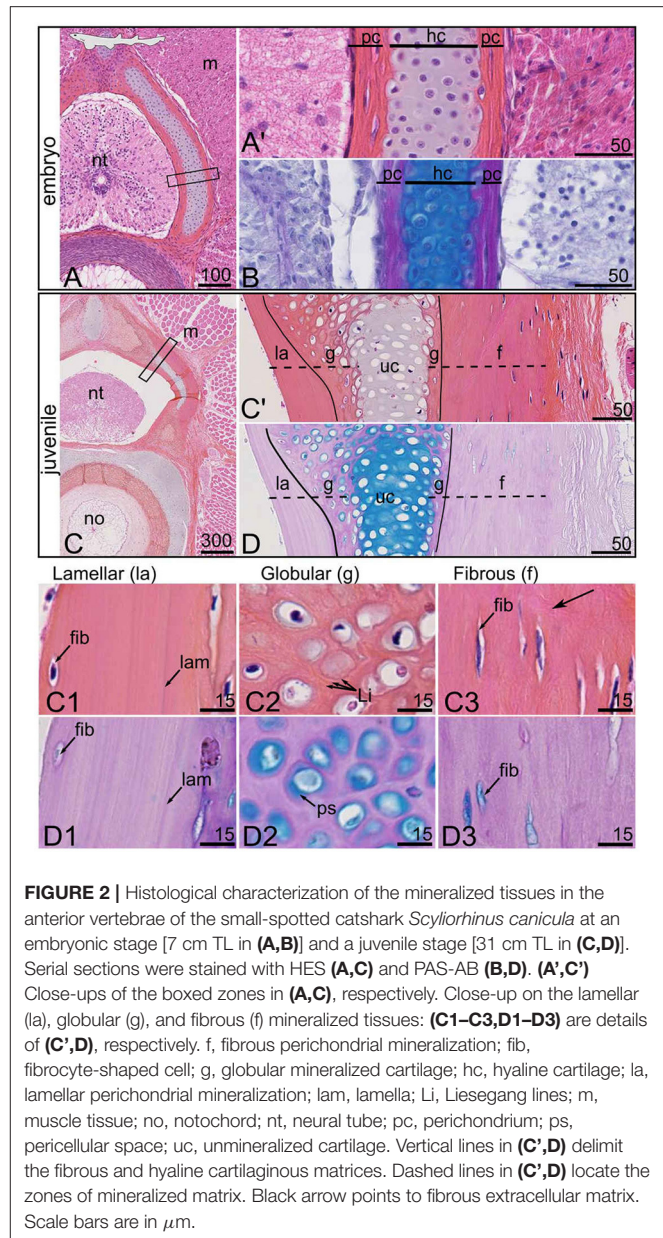 embryo
nt
m
A
100
pc
hc
pc
A'
50
pc
hc
pc
B
50
juvenile
m
nt
no
C
300
la
g
uc
g
f
C'
50
la
g
uc
g
f
D
50
Lamellar (la)
Globular (g)
Fibrous (f)
fib
lam
C1
15
Li
C2
15
fib
C3
15
fib
lam
D1
15
ps
D2
15
fib
D3
15
FIGURE 2 | Histological characterization of the mineralized tissues in the
anterior vertebrae of the small-spotted catshark Scyliorhinus canicula at an
embryonic stage [7 cm TL in (A,B)] and a juvenile stage [31 cm TL in (C,D)].
Serial sections were stained with HES (A,C) and PAS-AB (B,D). (A',C')
Close-ups of the boxed zones in (A,C), respectively. Close-up on the lamellar
(la), globular (g), and fibrous (f) mineralized tissues: (C1–C3,D1–D3) are details
of (C',D), respectively. f, fibrous perichondrial mineralization; fib,
fibrocyte-shaped cell; g, globular mineralized cartilage; hc, hyaline cartilage; la,
lamellar perichondrial mineralization; lam, lamella; Li, Liesegang lines; m,
muscle tissue; no, notochord; nt, neural tube; pc, perichondrium; ps,
pericellular space; uc, unmineralized cartilage. Vertical lines in (C',D) delimit
the fibrous and hyaline cartilaginous matrices. Dashed lines in (C',D) locate the
zones of mineralized matrix. Black arrow points to fibrous extracellular matrix.
Scale bars are in μm.